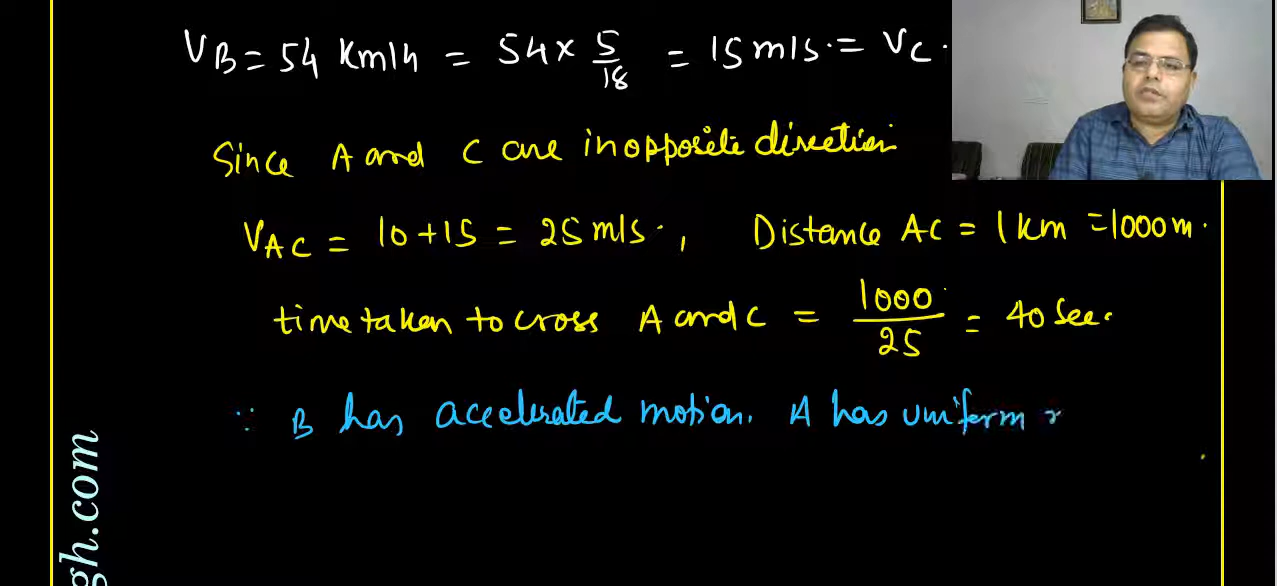 VB = 54 Km/h = 54 × 5/18 = 15 m/s. = VC.
Since A and C are in opposite direction
VAC = 10 + 15 = 25 m/s. , Distance AC = 1 Km = 1000 m.
time taken to cross A and C = 1000/25 = 40 Sec.
∵ B has acelerated motion. A has uniform
gh.com